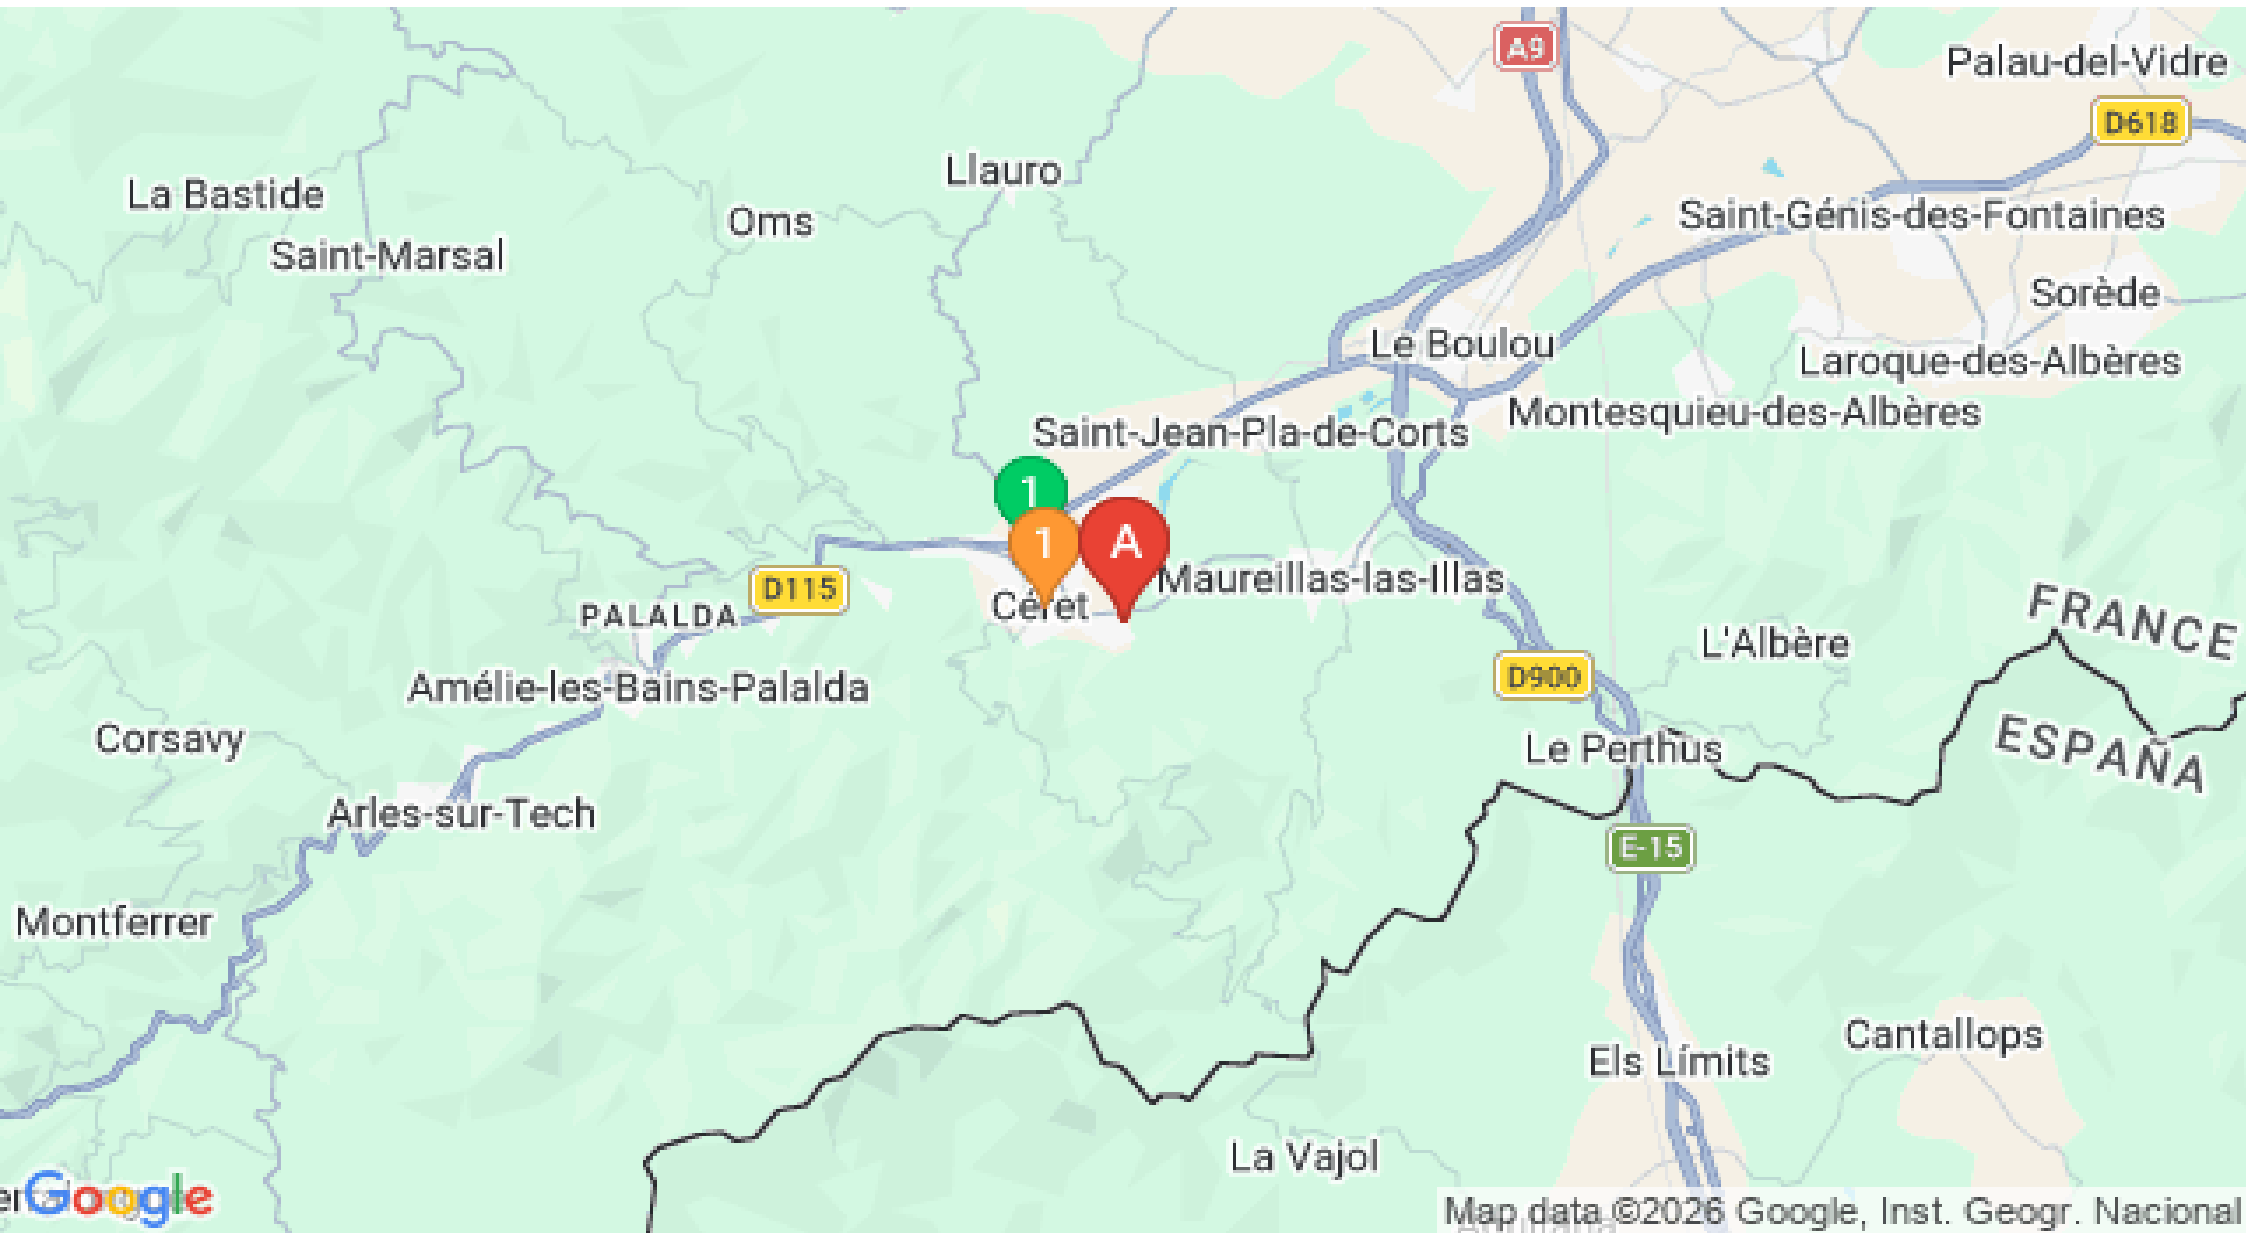 A9
Palau-del-Vidre
D618
Llauro
La Bastide
Oms
Saint-Génis-des-Fontaines
Saint-Marsal
Sorède
Le Boulou
Laroque-des-Albères
Montesquieu-des-Albères
Saint-Jean-Pla-de-Corts
1
1
A
D115
Maureillas-las-Illas
Céret
PALALDA
FRANCE
L'Albère
D900
Amélie-les-Bains-Palalda
Corsavy
Le Perthus
ESPAÑA
Arles-sur-Tech
E-15
Montferrer
Cantallops
Els Límits
La Vajol
Google
Map data ©2026 Google, Inst. Geogr. Nacional